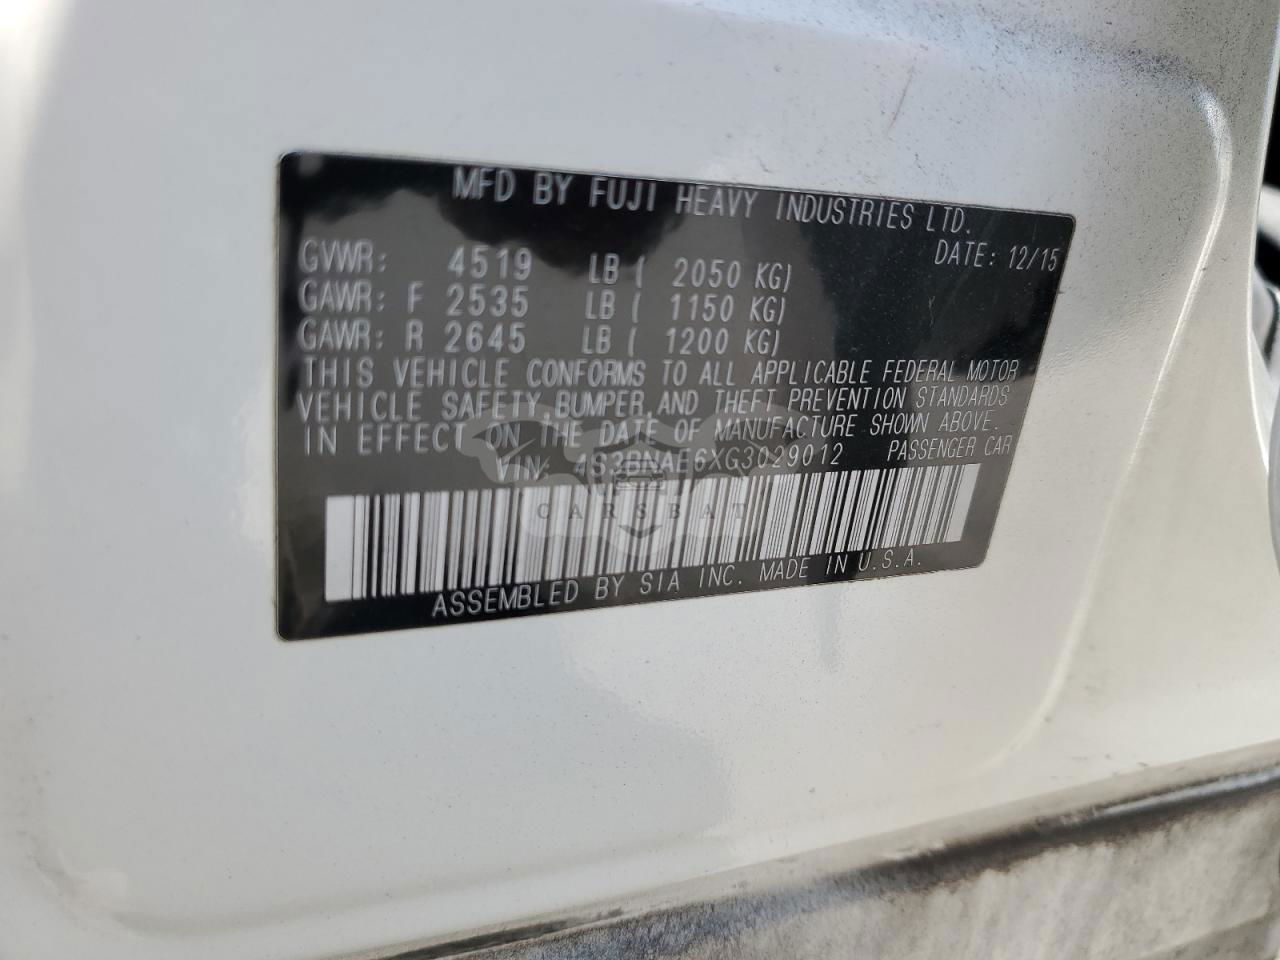 MFD BY FUJI HEAVY INDUSTRIES LTD.
DATE: 12/15
GVWR: 4519 LB ( 2050 KG)
GAWR: F 2535 LB ( 1150 KG)
GAWR: R 2645 LB ( 1200 KG)
THIS VEHICLE CONFORMS TO ALL APPLICABLE FEDERAL MOTOR
VEHICLE SAFETY,BUMPER,AND THEFT PREVENTION STANDARDS
IN EFFECT ON THE DATE OF MANUFACTURE SHOWN ABOVE.
VIN: 4S3BNAE6XG3029012 PASSENGER CAR
CARSBAT
ASSEMBLED BY SIA INC. MADE IN U.S.A.